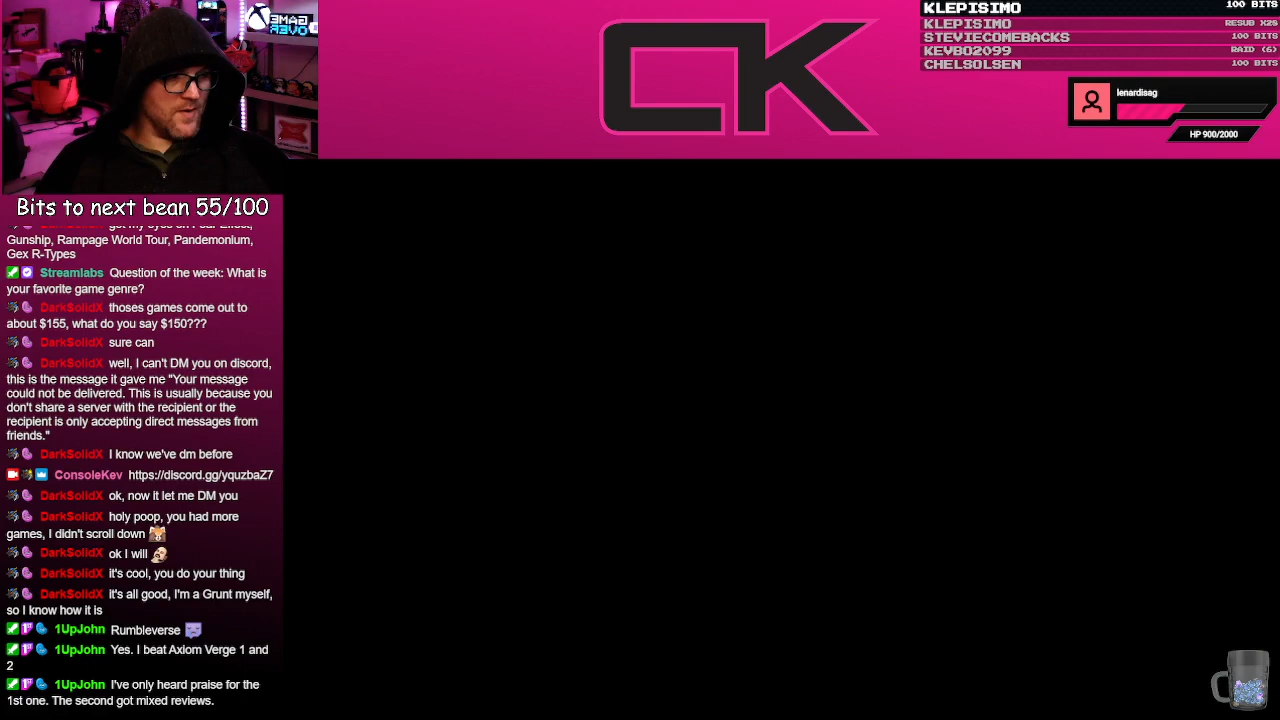 GAME
OVER
CK
KLEPISIMO 100 BITS
KLEPISIMO RESUB X26
STEVIECOMEBACKS 100 BITS
KEVBO2099 RAID (6)
CHELSOLSEN 100 BITS
lenardisag
HP 900/2000
Bits to next bean 55/100
Gunship, Rampage World Tour, Pandemonium,
Gex R-Types
Streamlabs Question of the week: What is
your favorite game genre?
DarkSolidX thoses games come out to
about $155, what do you say $150???
DarkSolidX sure can
DarkSolidX well, I can't DM you on discord,
this is the message it gave me "Your message
could not be delivered. This is usually because you
don't share a server with the recipient or the
recipient is only accepting direct messages from
friends."
DarkSolidX I know we've dm before
ConsoleKev https://discord.gg/yquzbaZ7
DarkSolidX ok, now it let me DM you
DarkSolidX holy poop, you had more
games, I didn't scroll down
DarkSolidX ok I will
DarkSolidX it's cool, you do your thing
DarkSolidX it's all good, I'm a Grunt myself,
so I know how it is
1UpJohn Rumbleverse
1UpJohn Yes. I beat Axiom Verge 1 and
2
1UpJohn I've only heard praise for the
1st one. The second got mixed reviews.